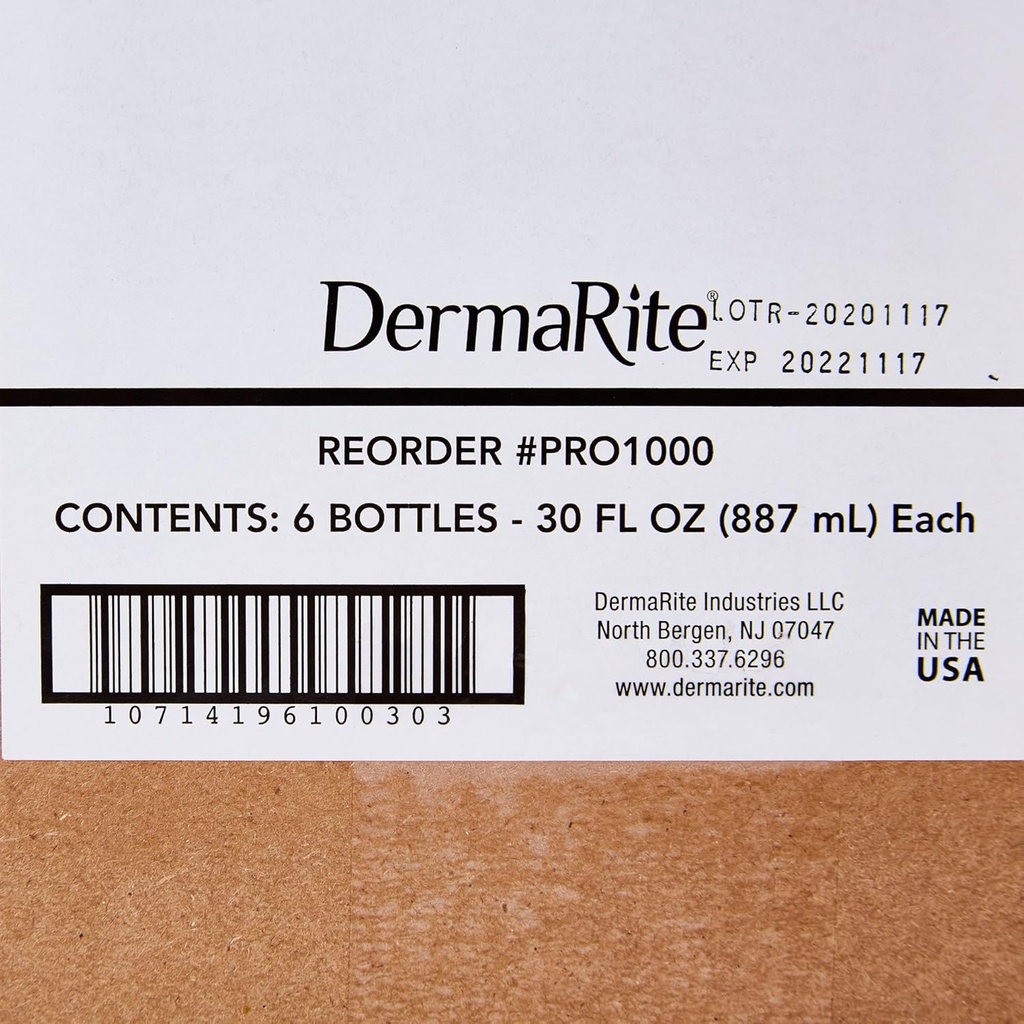 DermaRite®
LOTR-20201117
EXP 20221117
REORDER #PRO1000
CONTENTS: 6 BOTTLES - 30 FL OZ (887 mL) Each
10714196100303
DermaRite Industries LLC
North Bergen, NJ 07047
800.337.6296
www.dermarite.com
MADE
IN THE
USA